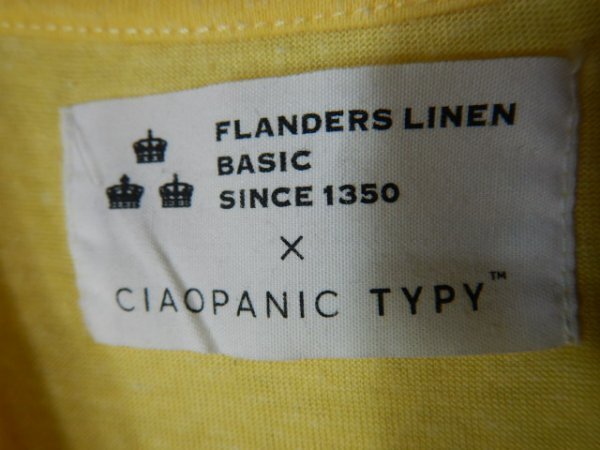 FLANDERS LINEN
BASIC
SINCE 1350
×
CIAOPANIC TYPY™